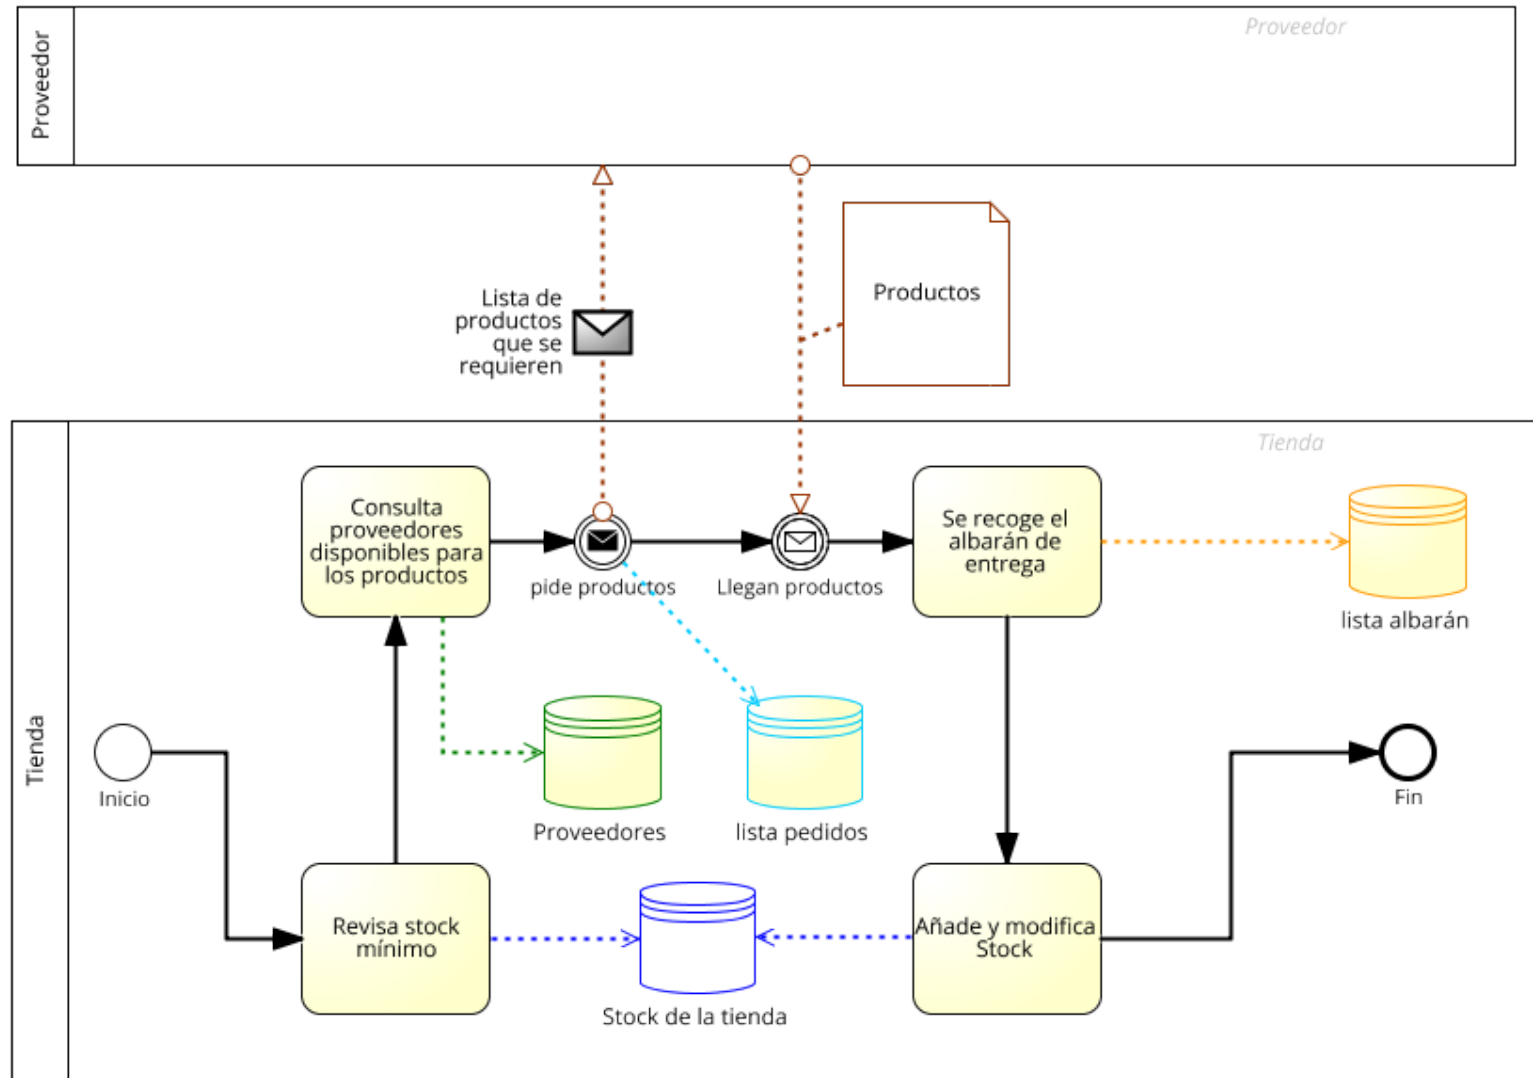 Proveedor
Proveedor
Lista de
productos
que se
requieren
Productos
Tienda
Tienda
Consulta
proveedores
disponibles para
los productos
pide productos
Llegan productos
Se recoge el
albarán de
entrega
lista albarán
Inicio
Proveedores
lista pedidos
Fin
Revisa stock
mínimo
Stock de la tienda
Añade y modifica
Stock